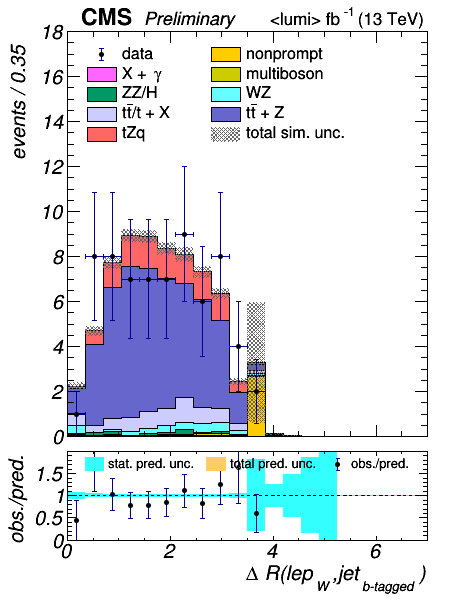 CMS Preliminary <lumi> fb⁻¹ (13 TeV)
events / 0.35
18
16
14
12
10
8
6
4
2
0
data
nonprompt
X + γ
multiboson
ZZ/H
WZ
tt̄/t + X
tt̄ + Z
tZq
total sim. unc.
obs./pred.
1.5
1
0.5
0
stat. pred. unc.
total pred. unc.
obs./pred.
0 2 4 6
Δ R(lep_W,jet_b-tagged)